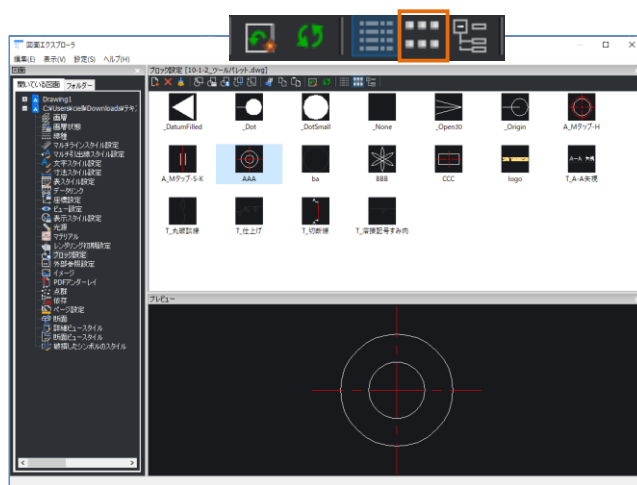 図面エクスプローラ
編集(E) 表示(V) 設定(S) ヘルプ(H)
図面
開いている図面 フォルダー
Drawing1
画層
画層状態
線種
マルチラインスタイル設定
マルチ引出線スタイル設定
文字スタイル設定
寸法スタイル設定
表スタイル設定
データリンク
座標設定
ビュー設定
表示スタイル設定
光源
マテリアル
レンダリング初期設定
ブロック設定
外部参照設定
イメージ
PDFアンダーレイ
点群
依存
ページ設定
断面
詳細ビュースタイル
断面ビュースタイル
破損したシンボルのスタイル
ブロック設定 [10-1-2_ツールパレット.dwg]
_DatumFilled _Dot _DotSmall _None _Open30 _Origin A_Mタップ-H
A_Mタップ-S-K AAA ba BBB CCC logo T_A-A矢視
T_丸破談線 T_仕上げ T_切断線 T_溶接記号すみ肉
プレビュー